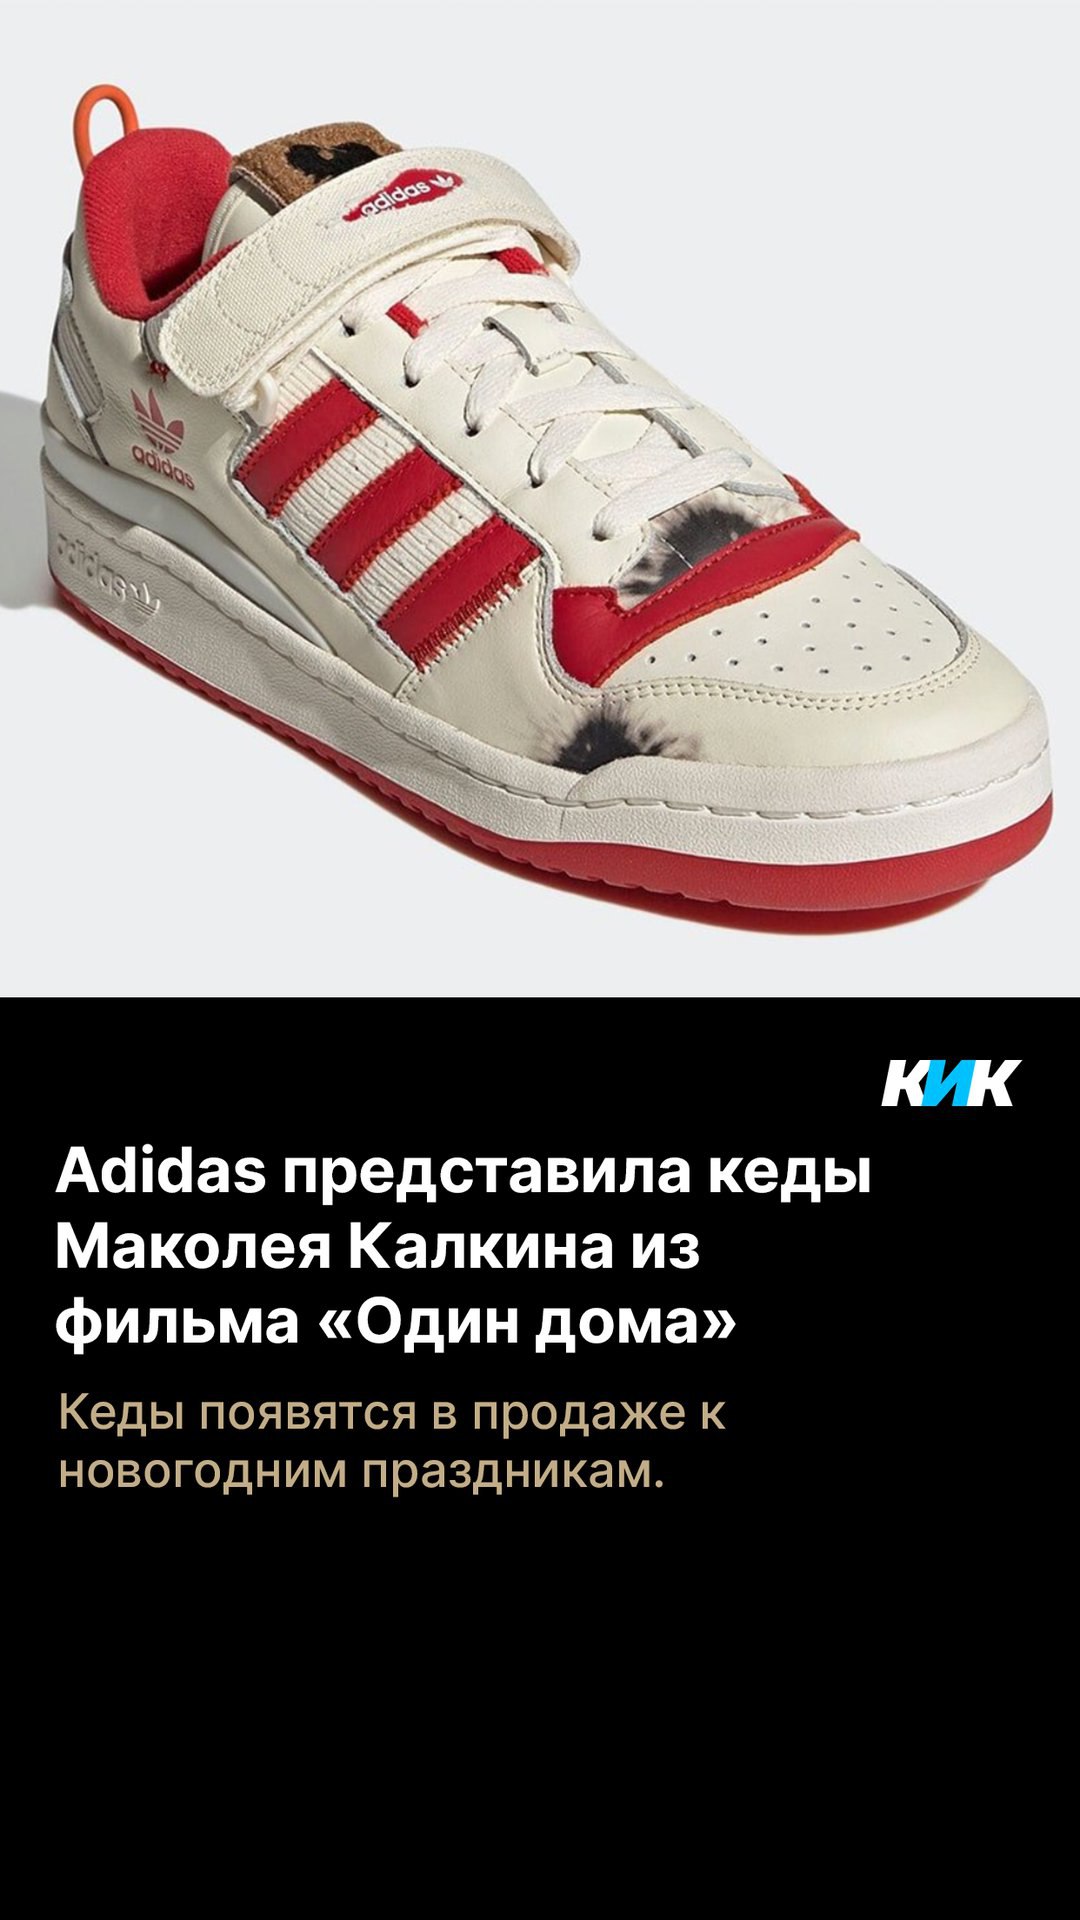 adidas
adidas
adidas
КИК
Adidas представила кеды
Маколея Калкина из
фильма «Один дома»
Кеды появятся в продаже к
новогодним праздникам.